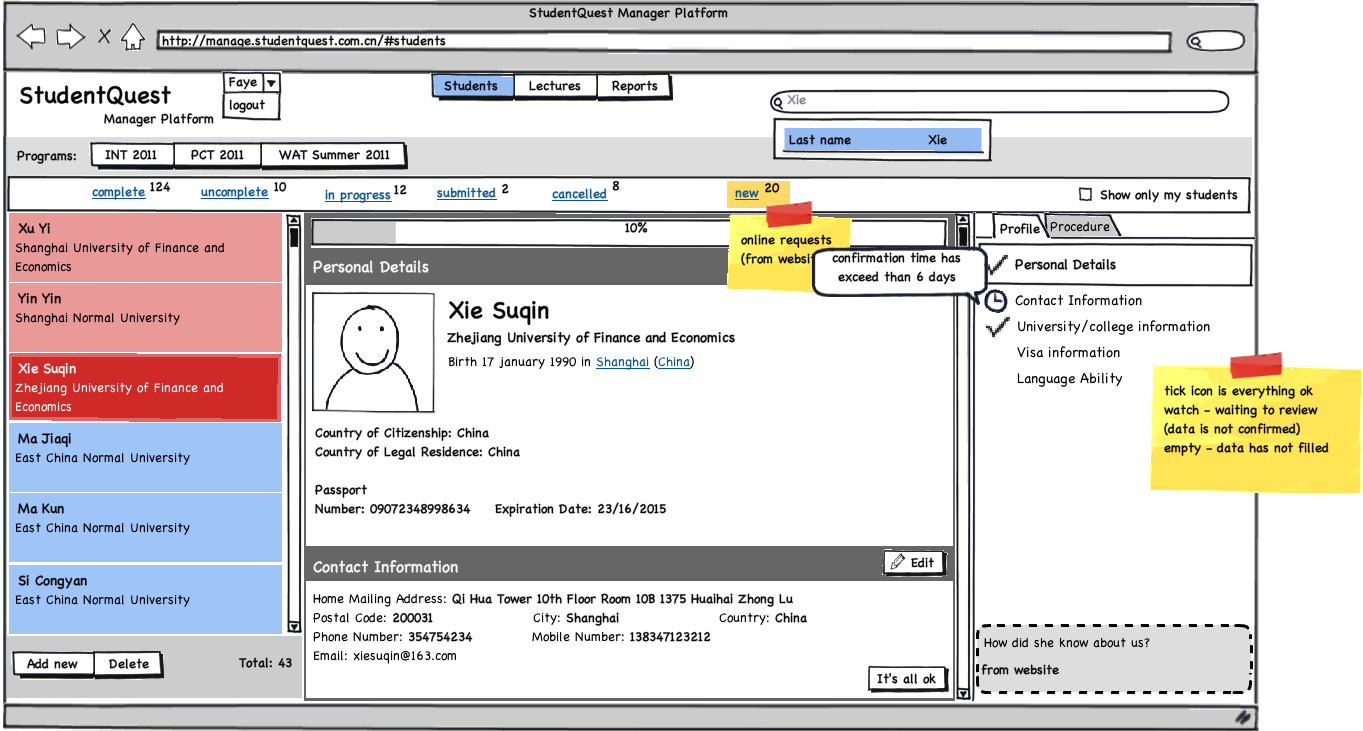 StudentQuest Manager Platform
http://manage.studentquest.com.cn/#students
StudentQuest
Manager Platform
Faye
logout
Students Lectures Reports
Xie
Last name Xie
Programs: INT 2011 PCT 2011 WAT Summer 2011
complete 124 uncomplete 10 in progress 12 submitted 2 cancelled 8 new 20 Show only my students
Xu Yi
Shanghai University of Finance and
Economics
Yin Yin
Shanghai Normal University
Xie Suqin
Zhejiang University of Finance and
Economics
Ma Jiaqi
East China Normal University
Ma Kun
East China Normal University
Si Congyan
East China Normal University
Add new Delete Total: 43
10%
online requests
(from websi
confirmation time has
exceed than 6 days
Personal Details
Xie Suqin
Zhejiang University of Finance and Economics
Birth 17 january 1990 in Shanghai (China)
Country of Citizenship: China
Country of Legal Residence: China
Passport
Number: 09072348998634 Expiration Date: 23/16/2015
Contact Information Edit
Home Mailing Address: Qi Hua Tower 10th Floor Room 10B 1375 Huaihai Zhong Lu
Postal Code: 200031 City: Shanghai Country: China
Phone Number: 354754234 Mobile Number: 138347123212
Email: xiesuqin@163.com
It's all ok
Profile Procedure
Personal Details
Contact Information
University/college information
Visa information
Language Ability
tick icon is everything ok
watch - waiting to review
(data is not confirmed)
empty - data has not filled
How did she know about us?
from website